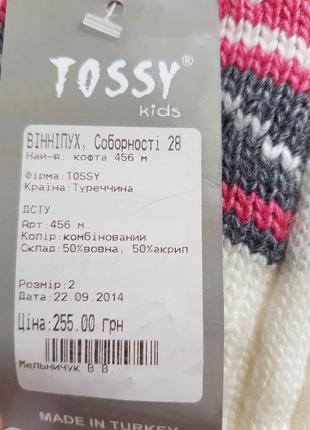 TOSSY®
kids
ВІННІПУХ, Соборності 28
Най-я: кофта 456 м.
Фірма:TOSSY
Країна:Туреччина
ДСТУ:
Арт:456 м.
Колір:комбінований
Склад:50%вовна, 50%акрил
Розмір:2
Дата:22.09.2014
Ціна:255.00 грн
Мельничук В.В.
MADE IN TURKEY